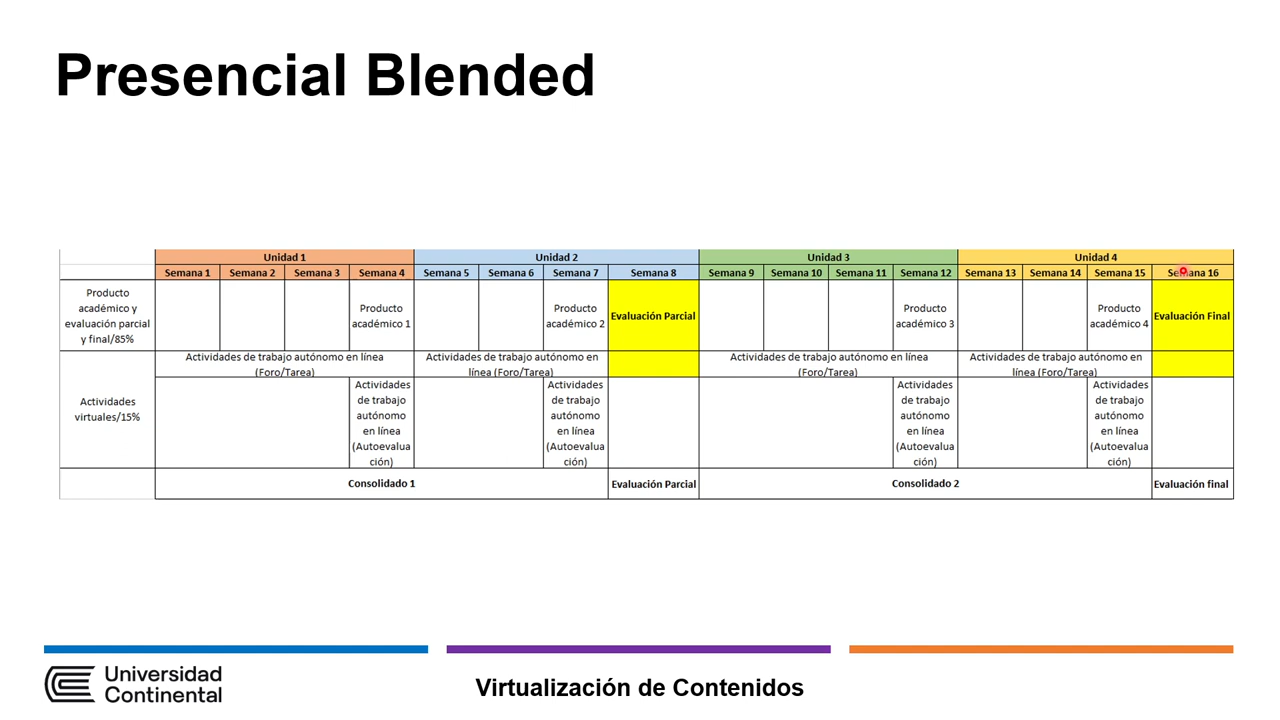 Presencial Blended
Unidad 1 Unidad 2 Unidad 3 Unidad 4
Semana 1 Semana 2 Semana 3 Semana 4 Semana 5 Semana 6 Semana 7 Semana 8 Semana 9 Semana 10 Semana 11 Semana 12 Semana 13 Semana 14 Semana 15 Semana 16
Producto
académico y
evaluación parcial
y final/85%
Producto
académico 1
Producto
académico 2
Evaluación Parcial
Producto
académico 3
Producto
académico 4
Evaluación Final
Actividades
virtuales/15%
Actividades de trabajo autónomo en línea
(Foro/Tarea)
Actividades de trabajo autónomo en
línea (Foro/Tarea)
Actividades de trabajo autónomo en línea
(Foro/Tarea)
Actividades de trabajo autónomo en
línea (Foro/Tarea)
Actividades
de trabajo
autónomo
en línea
(Autoevalua
ción)
Actividades
de trabajo
autónomo
en línea
(Autoevalua
ción)
Actividades
de trabajo
autónomo
en línea
(Autoevalua
ción)
Actividades
de trabajo
autónomo
en línea
(Autoevalua
ción)
Consolidado 1 Evaluación Parcial Consolidado 2 Evaluación final
Universidad
Continental
Virtualización de Contenidos